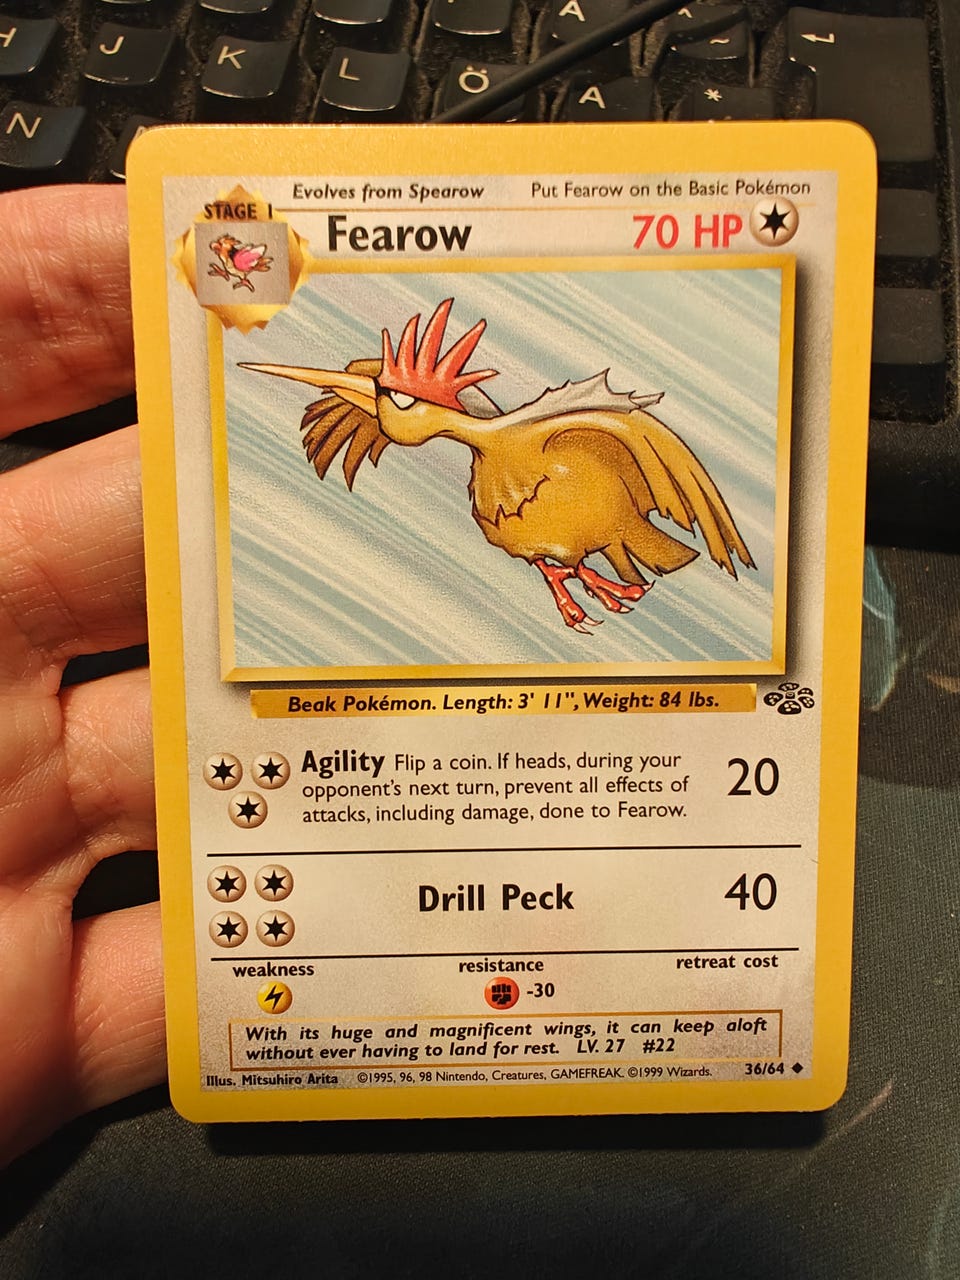 A ^
H J K L Ö Ä * ~
N
Evolves from Spearow Put Fearow on the Basic Pokémon
STAGE 1
Fearow 70 HP
Beak Pokémon. Length: 3' 11", Weight: 84 lbs.
Agility Flip a coin. If heads, during your
opponent's next turn, prevent all effects of
attacks, including damage, done to Fearow.
20
Drill Peck 40
weakness resistance retreat cost
-30
With its huge and magnificent wings, it can keep aloft
without ever having to land for rest. LV. 27 #22
Illus. Mitsuhiro Arita ©1995, 96, 98 Nintendo, Creatures, GAMEFREAK. ©1999 Wizards. 36/64